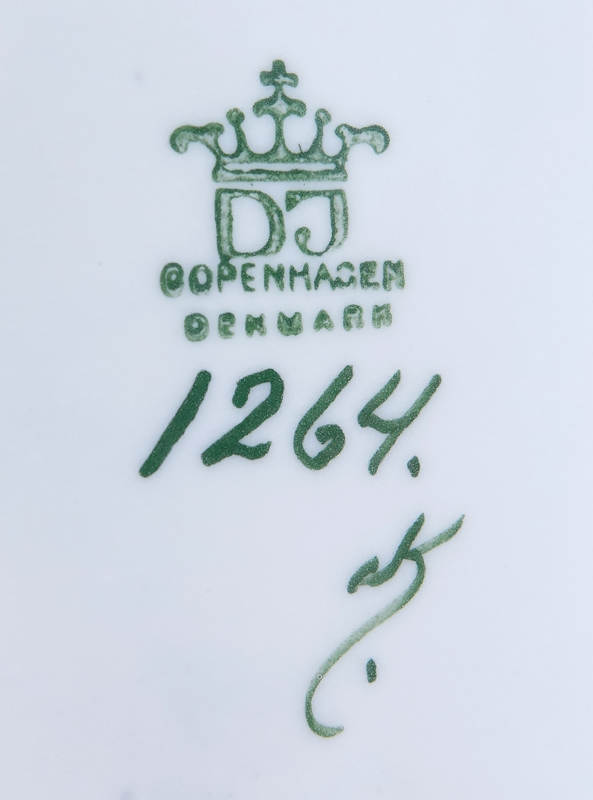 DJ
COPENHAGEN
DENMARK
1264.